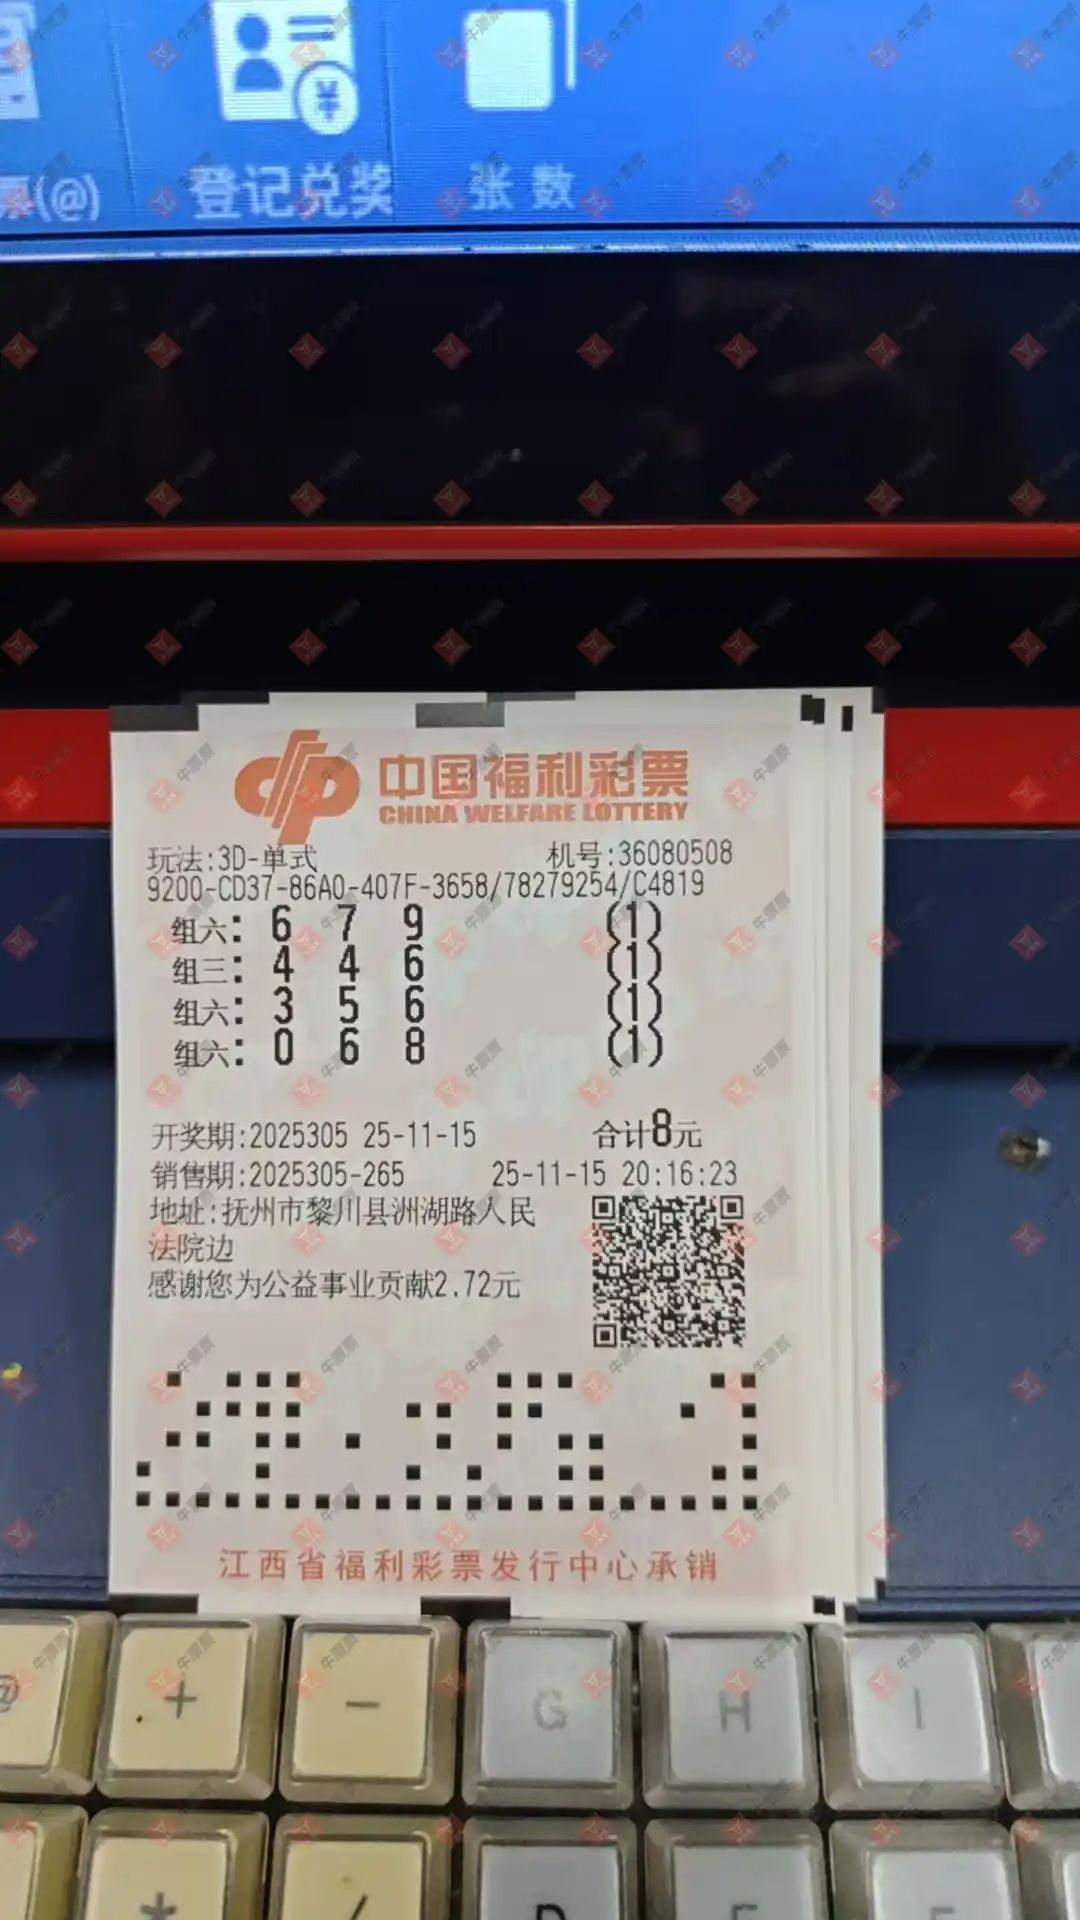 票(@)
登记兑奖
张 数
中国福利彩票
CHINA WELFARE LOTTERY
玩法:3D-单式 机号:36080508
9200-CD37-86A0-407F-3658/78279254/C4819
组六: 6 7 9 (1)
组三: 4 4 6 (1)
组六: 3 5 6 (1)
组六: 0 6 8 (1)
开奖期:2025305 25-11-15 合计8元
销售期:2025305-265 25-11-15 20:16:23
地址:抚州市黎川县洲湖路人民
法院边
感谢您为公益事业贡献2.72元
江西省福利彩票发行中心承销
@ + - G H I
* /
牛票票